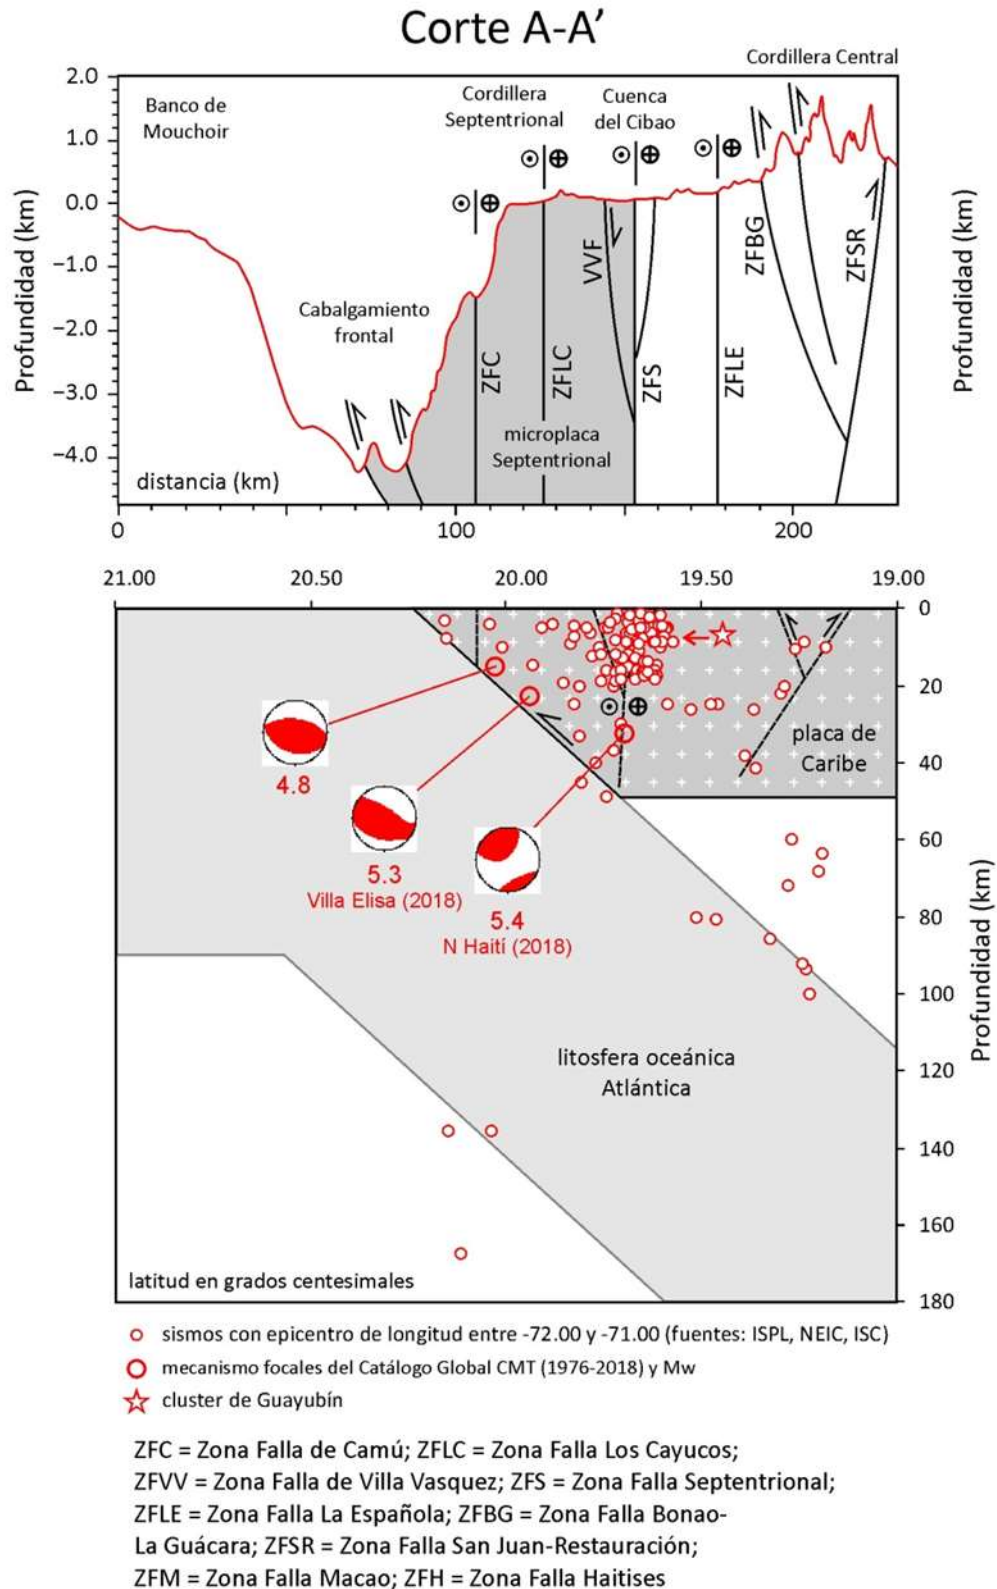 Corte A-A’
Cordillera Central
2.0
Banco de
Mouchoir
Cordillera
Septentrional
Cuenca
del Cibao
1.0
0.0
-1.0
-2.0
-3.0
-4.0
Profundidad (km)
Profundidad (km)
Cabalgamiento
frontal
ZFC
ZFLC
VVF
ZFS
ZFLE
ZFBG
ZFSR
microplaca
Septentrional
distancia (km)
0
100
200
21.00
20.50
20.00
19.50
19.00
0
20
40
60
80
100
120
140
160
180
Profundidad (km)
placa de
Caribe
4.8
5.3
Villa Elisa (2018)
5.4
N Haití (2018)
litosfera oceánica
Atlántica
latitud en grados centesimales
sismos con epicentro de longitud entre -72.00 y -71.00 (fuentes: ISPL, NEIC, ISC)
mecanismo focales del Catálogo Global CMT (1976-2018) y Mw
cluster de Guayubín
ZFC = Zona Falla de Camú; ZFLC = Zona Falla Los Cayucos;
ZFVV = Zona Falla de Villa Vasquez; ZFS = Zona Falla Septentrional;
ZFLE = Zona Falla La Española; ZFBG = Zona Falla Bonao-
La Guácara; ZFSR = Zona Falla San Juan-Restauración;
ZFM = Zona Falla Macao; ZFH = Zona Falla Haitises